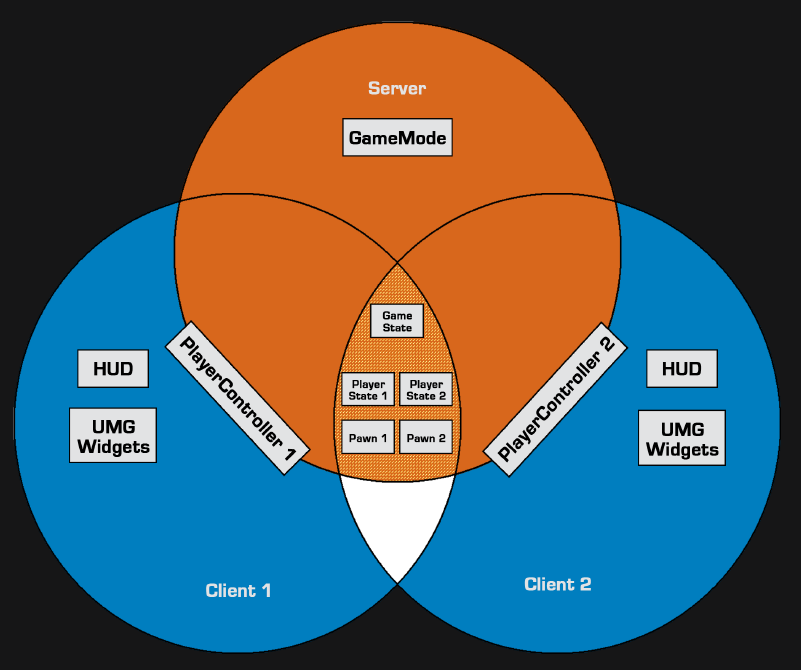 Server
GameMode
Game
State
Player
State 1
Player
State 2
Pawn 1
Pawn 2
PlayerController 1
PlayerController 2
HUD
UMG
Widgets
HUD
UMG
Widgets
Client 1
Client 2